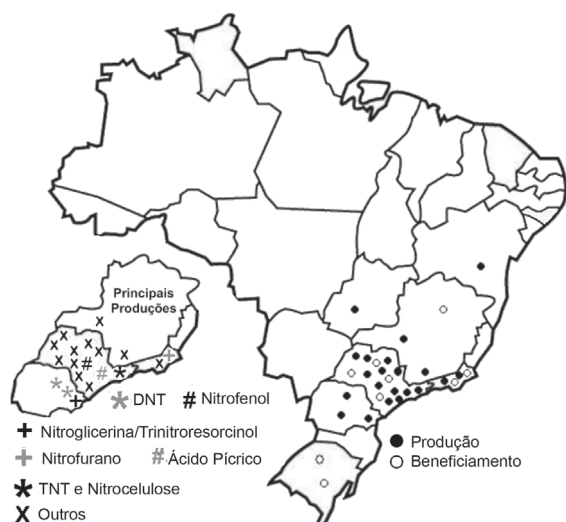 Principais
Produções
DNT
Nitrofenol
Nitroglicerina/Trinitroresorcinol
Nitrofurano
Ácido Pícrico
TNT e Nitrocelulose
Outros
Produção
Beneficiamento